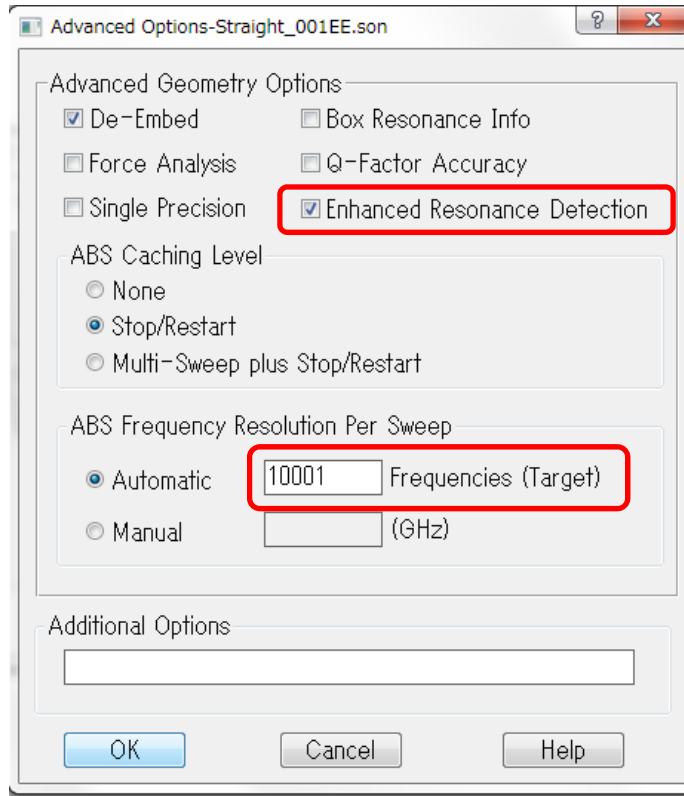 Advanced Options-Straight_001EE.son
?
Advanced Geometry Options
De-Embed
Box Resonance Info
Force Analysis
Q-Factor Accuracy
Single Precision
Enhanced Resonance Detection
ABS Caching Level
None
Stop/Restart
Multi-Sweep plus Stop/Restart
ABS Frequency Resolution Per Sweep
Automatic
10001
Frequencies (Target)
Manual
(GHz)
Additional Options
OK
Cancel
Help